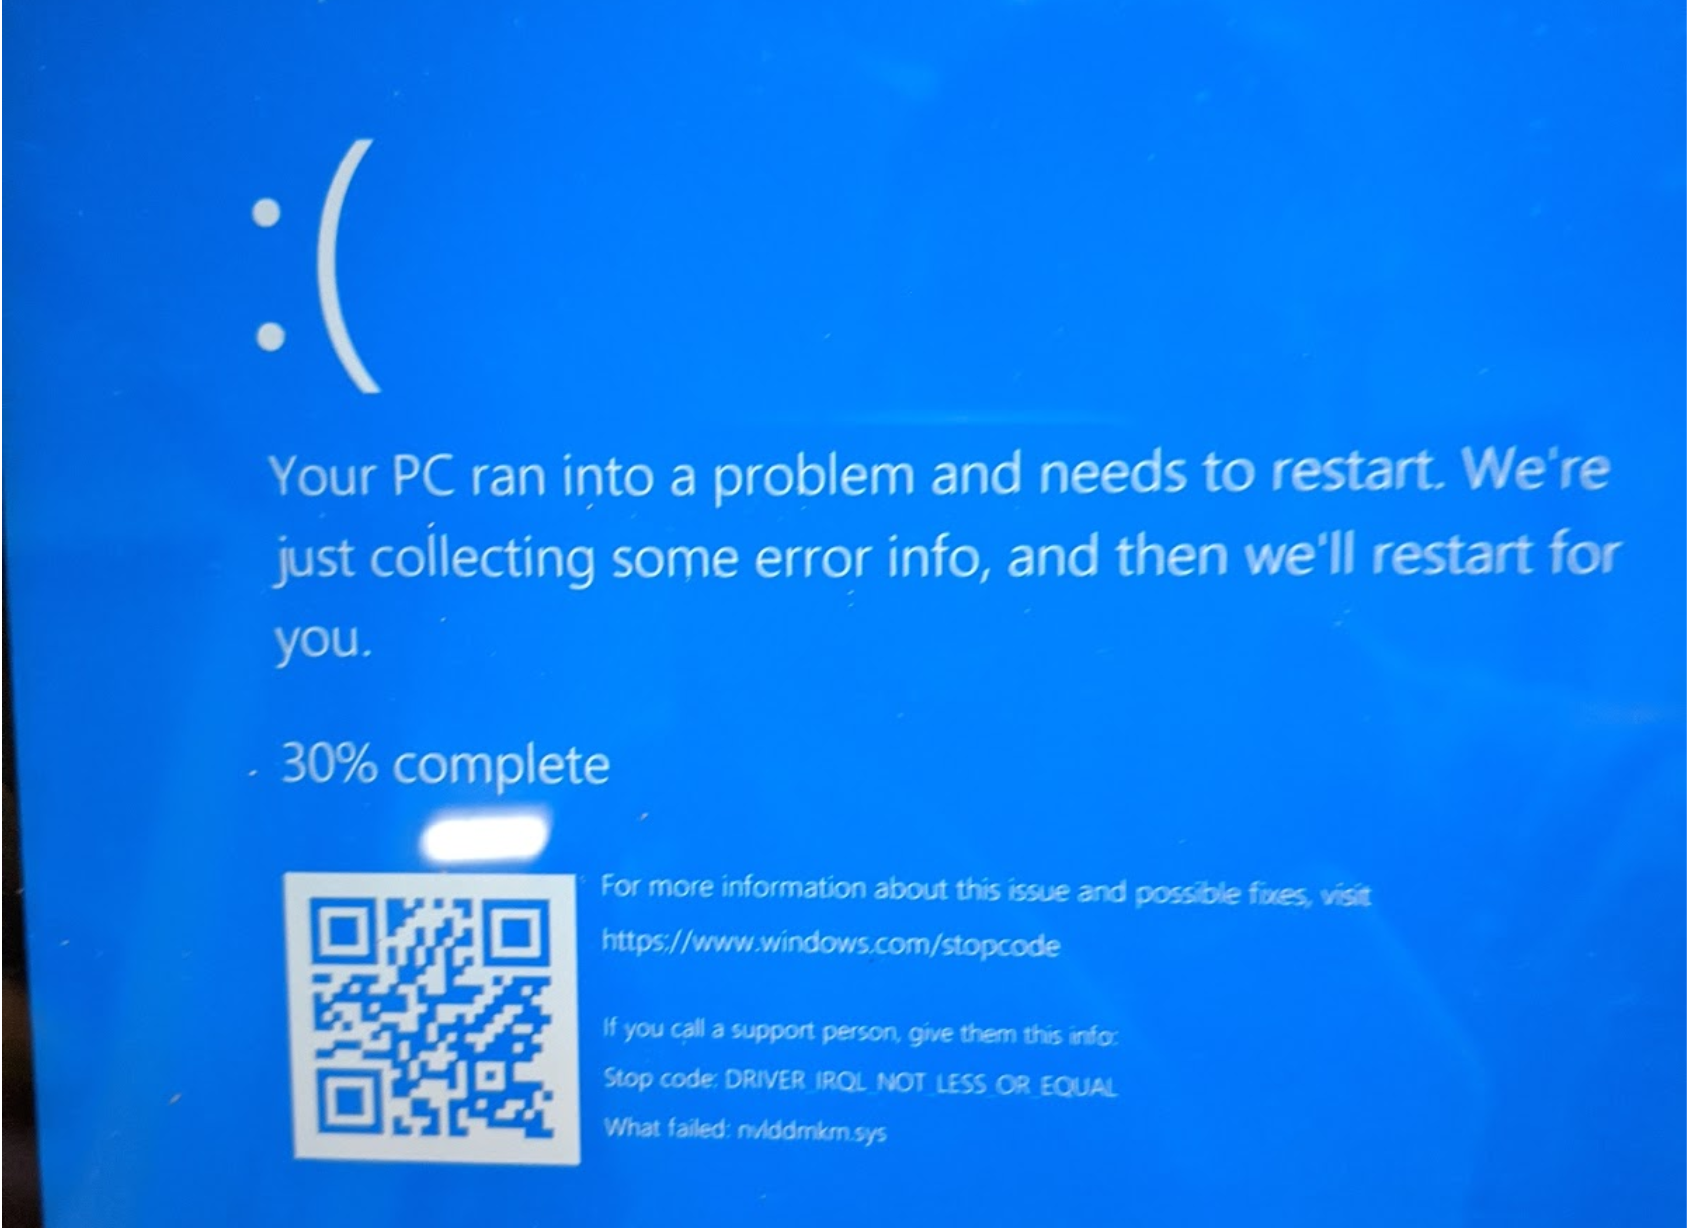 :(
Your PC ran into a problem and needs to restart. We're
just collecting some error info, and then we'll restart for
you.
30% complete
For more information about this issue and possible fixes, visit
https://www.windows.com/stopcode
If you call a support person, give them this info:
Stop code: DRIVER_IRQL_NOT_LESS_OR_EQUAL
What failed: nvlddmkm.sys